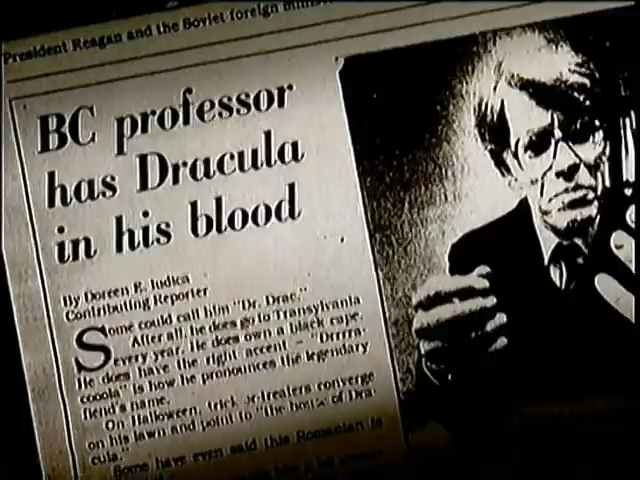 President Reagan and the Soviet foreign minis
BC professor
has Dracula
in his blood
By Doreen E. Iudica
Contributing Reporter
Some could call him "Dr. Drac."
After all, he does go to Transylvania
every year. He does own a black cape.
He does have the right accent – "Drrrra-
coola" is how he pronounces the legendary
fiend's name.
On Halloween, trick or-treaters converge
on his lawn and point to "the house of Dra-
cula."
Some have even said this Romanian is